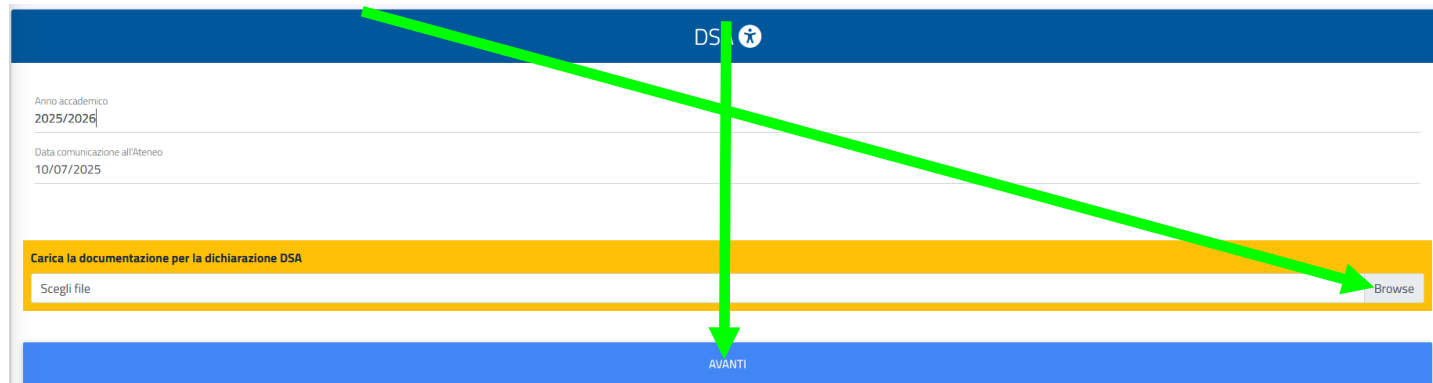 DSA
Anno accademico
2025/2026
Data comunicazione all'Ateneo
10/07/2025
Carica la documentazione per la dichiarazione DSA
Scegli file
Browse
AVANTI